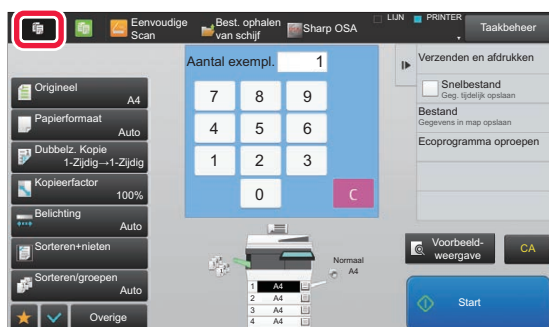 Eenvoudige
Scan
Best. ophalen
van schijf
Sharp OSA
LIJN
PRINTER
Taakbeheer
Origineel
A4
Papierformaat
Auto
Dubbelz. Kopie
1-Zijdig→1-Zijdig
Kopieerfactor
100%
Belichting
Auto
Sorteren+nieten
Sorteren/groepen
Auto
Overige
Aantal exempl. 1
7 8 9
4 5 6
1 2 3
0 C
Normaal
A4
1 A4
2 A4
3 A4
4 A4
Verzenden en afdrukken
Snelbestand
Geg. tijdelijk opslaan
Bestand
Gegevens in map opslaan
Ecoprogramma oproepen
Voorbeeld-
weergave
CA
Start